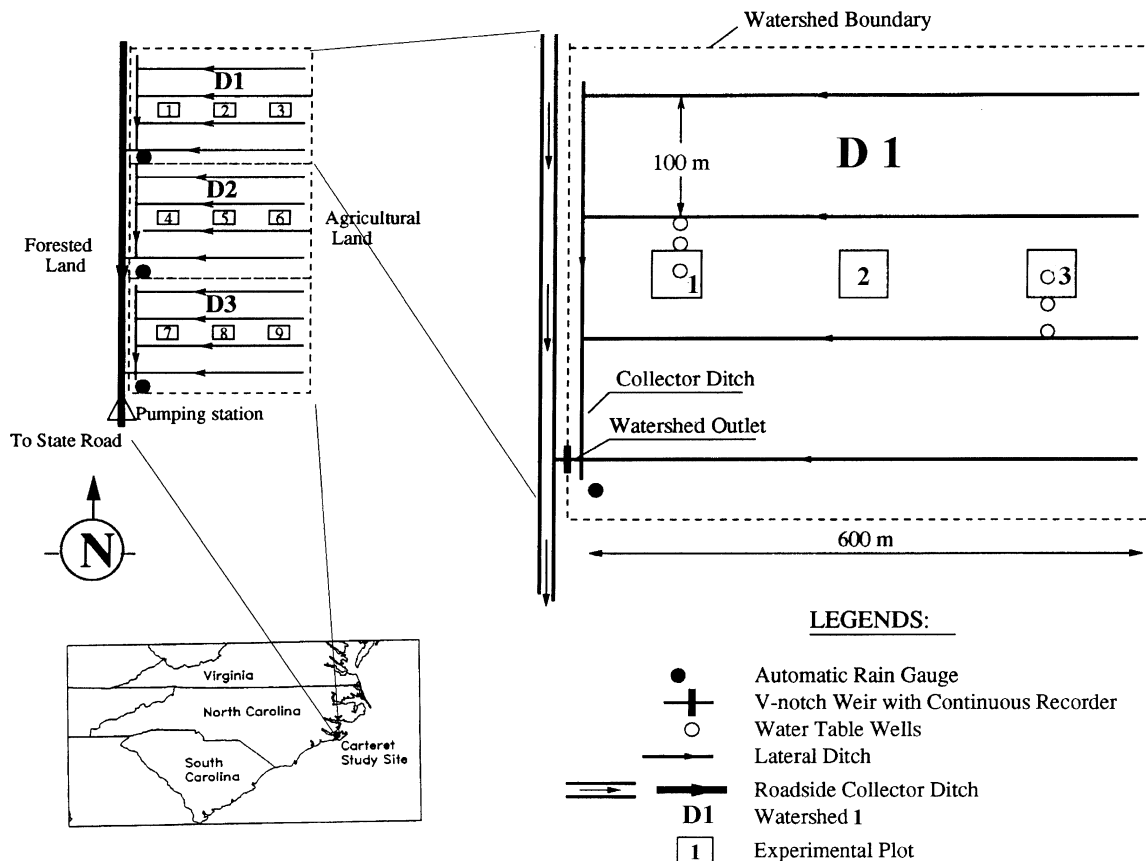 Watershed Boundary
D1
1
2
3
D2
4
5
6
Agricultural
Land
Forested
Land
D3
7
8
9
Pumping station
To State Road
N
D 1
100 m
1
2
3
Collector Ditch
Watershed Outlet
600 m
Virginia
North Carolina
South
Carolina
Carteret
Study Site
LEGENDS:
Automatic Rain Gauge
V-notch Weir with Continuous Recorder
Water Table Wells
Lateral Ditch
Roadside Collector Ditch
D1 Watershed 1
1 Experimental Plot